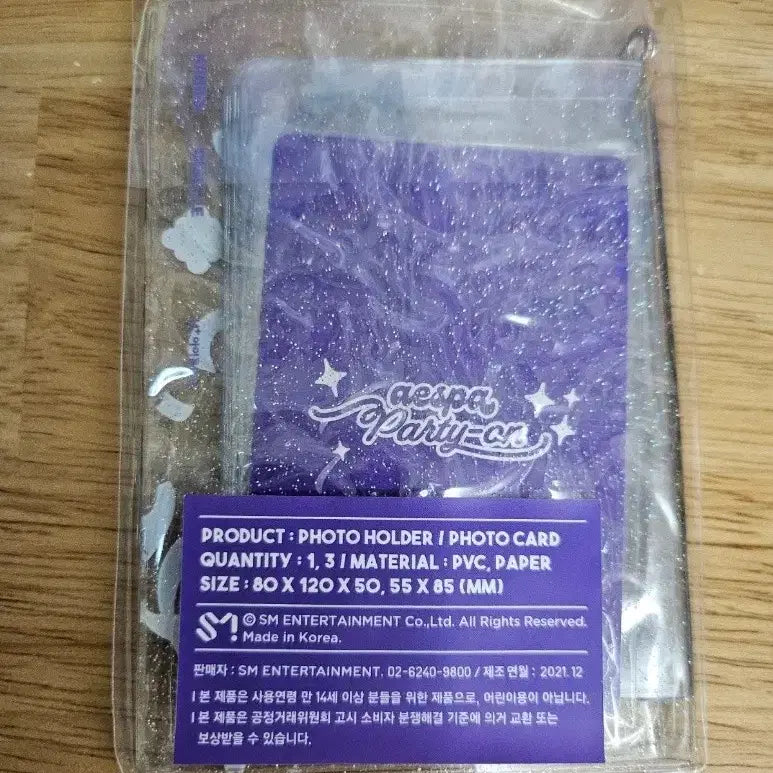 aespa
Party-on
PRODUCT : PHOTO HOLDER / PHOTO CARD
QUANTITY : 1, 3 / MATERIAL : PVC, PAPER
SIZE : 80 X 120 X 50, 55 X 85 (MM)
SM! © SM ENTERTAINMENT Co.,Ltd. All Rights Reserved.
Made in Korea.
판매자 : SM ENTERTAINMENT. 02-6240-9800 / 제조연월 : 2021. 12
| 본 제품은 사용연령 만 14세 이상 분들을 위한 제품으로, 어린이용이 아닙니다.
| 본 제품은 공정거래위원회 고시 소비자 분쟁해결 기준에 의거 교환 또는
보상받을 수 있습니다.